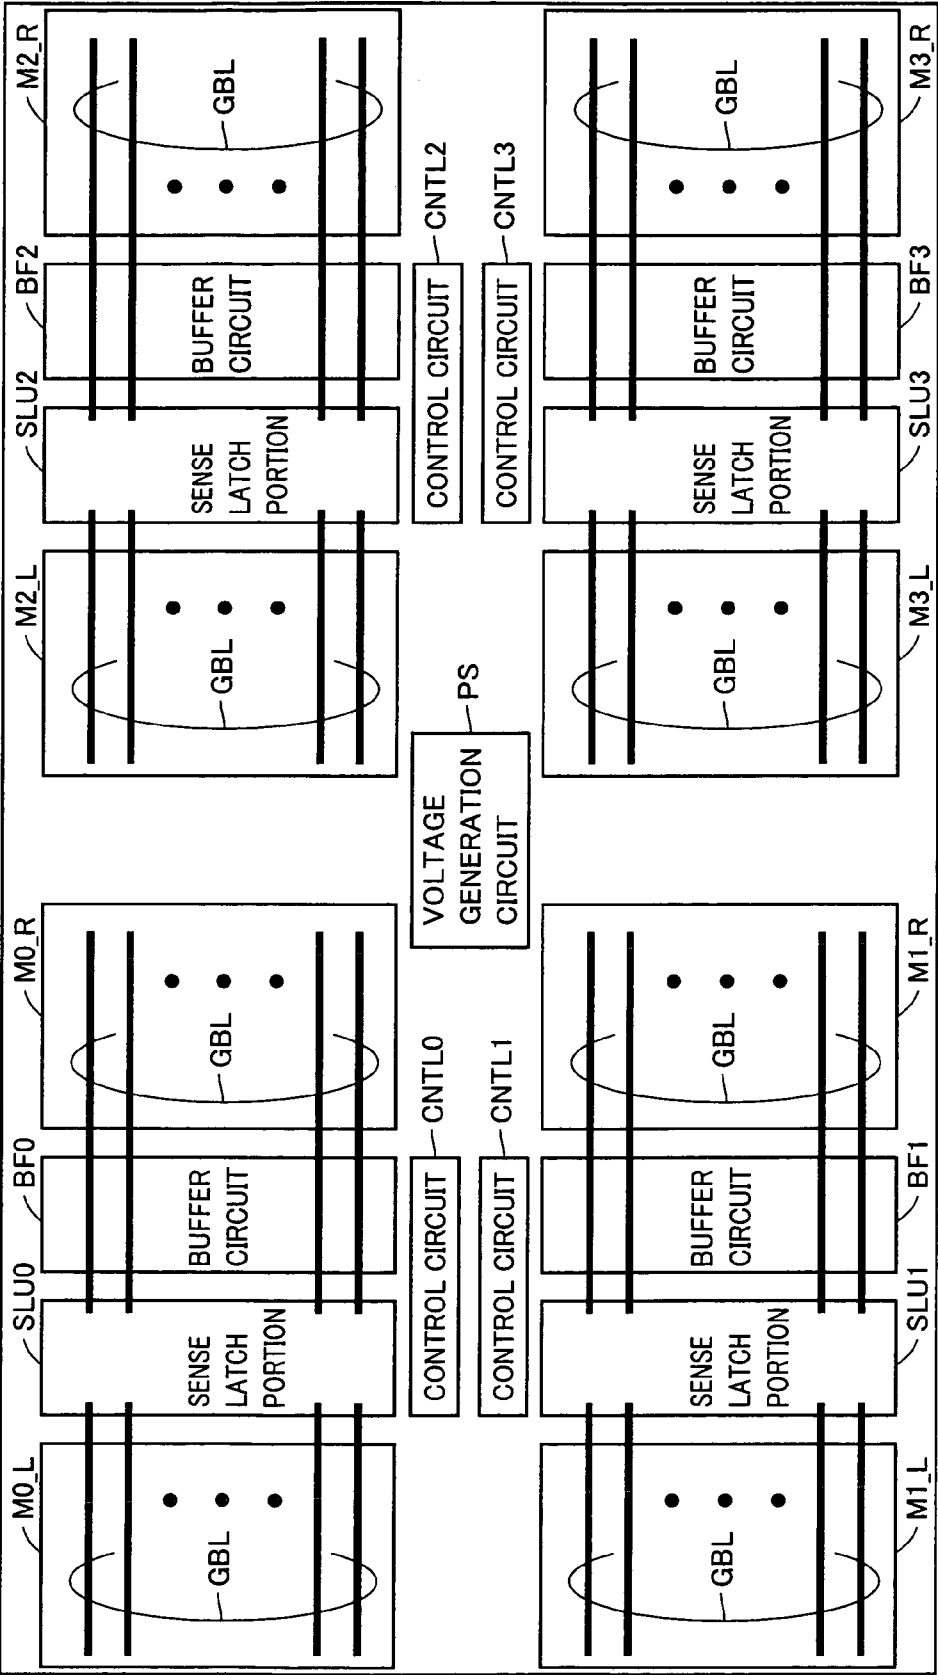 M0_L
SLU0
BF0
M0_R
M2_L
SLU2
BF2
M2_R
GBL
SENSE
LATCH
PORTION
BUFFER
CIRCUIT
GBL
GBL
SENSE
LATCH
PORTION
BUFFER
CIRCUIT
GBL
CONTROL CIRCUIT
CNTL0
VOLTAGE
GENERATION
CIRCUIT
PS
CONTROL CIRCUIT
CNTL2
CONTROL CIRCUIT
CNTL1
CONTROL CIRCUIT
CNTL3
GBL
SENSE
LATCH
PORTION
BUFFER
CIRCUIT
GBL
GBL
SENSE
LATCH
PORTION
BUFFER
CIRCUIT
GBL
M1_L
SLU1
BF1
M1_R
M3_L
SLU3
BF3
M3_R